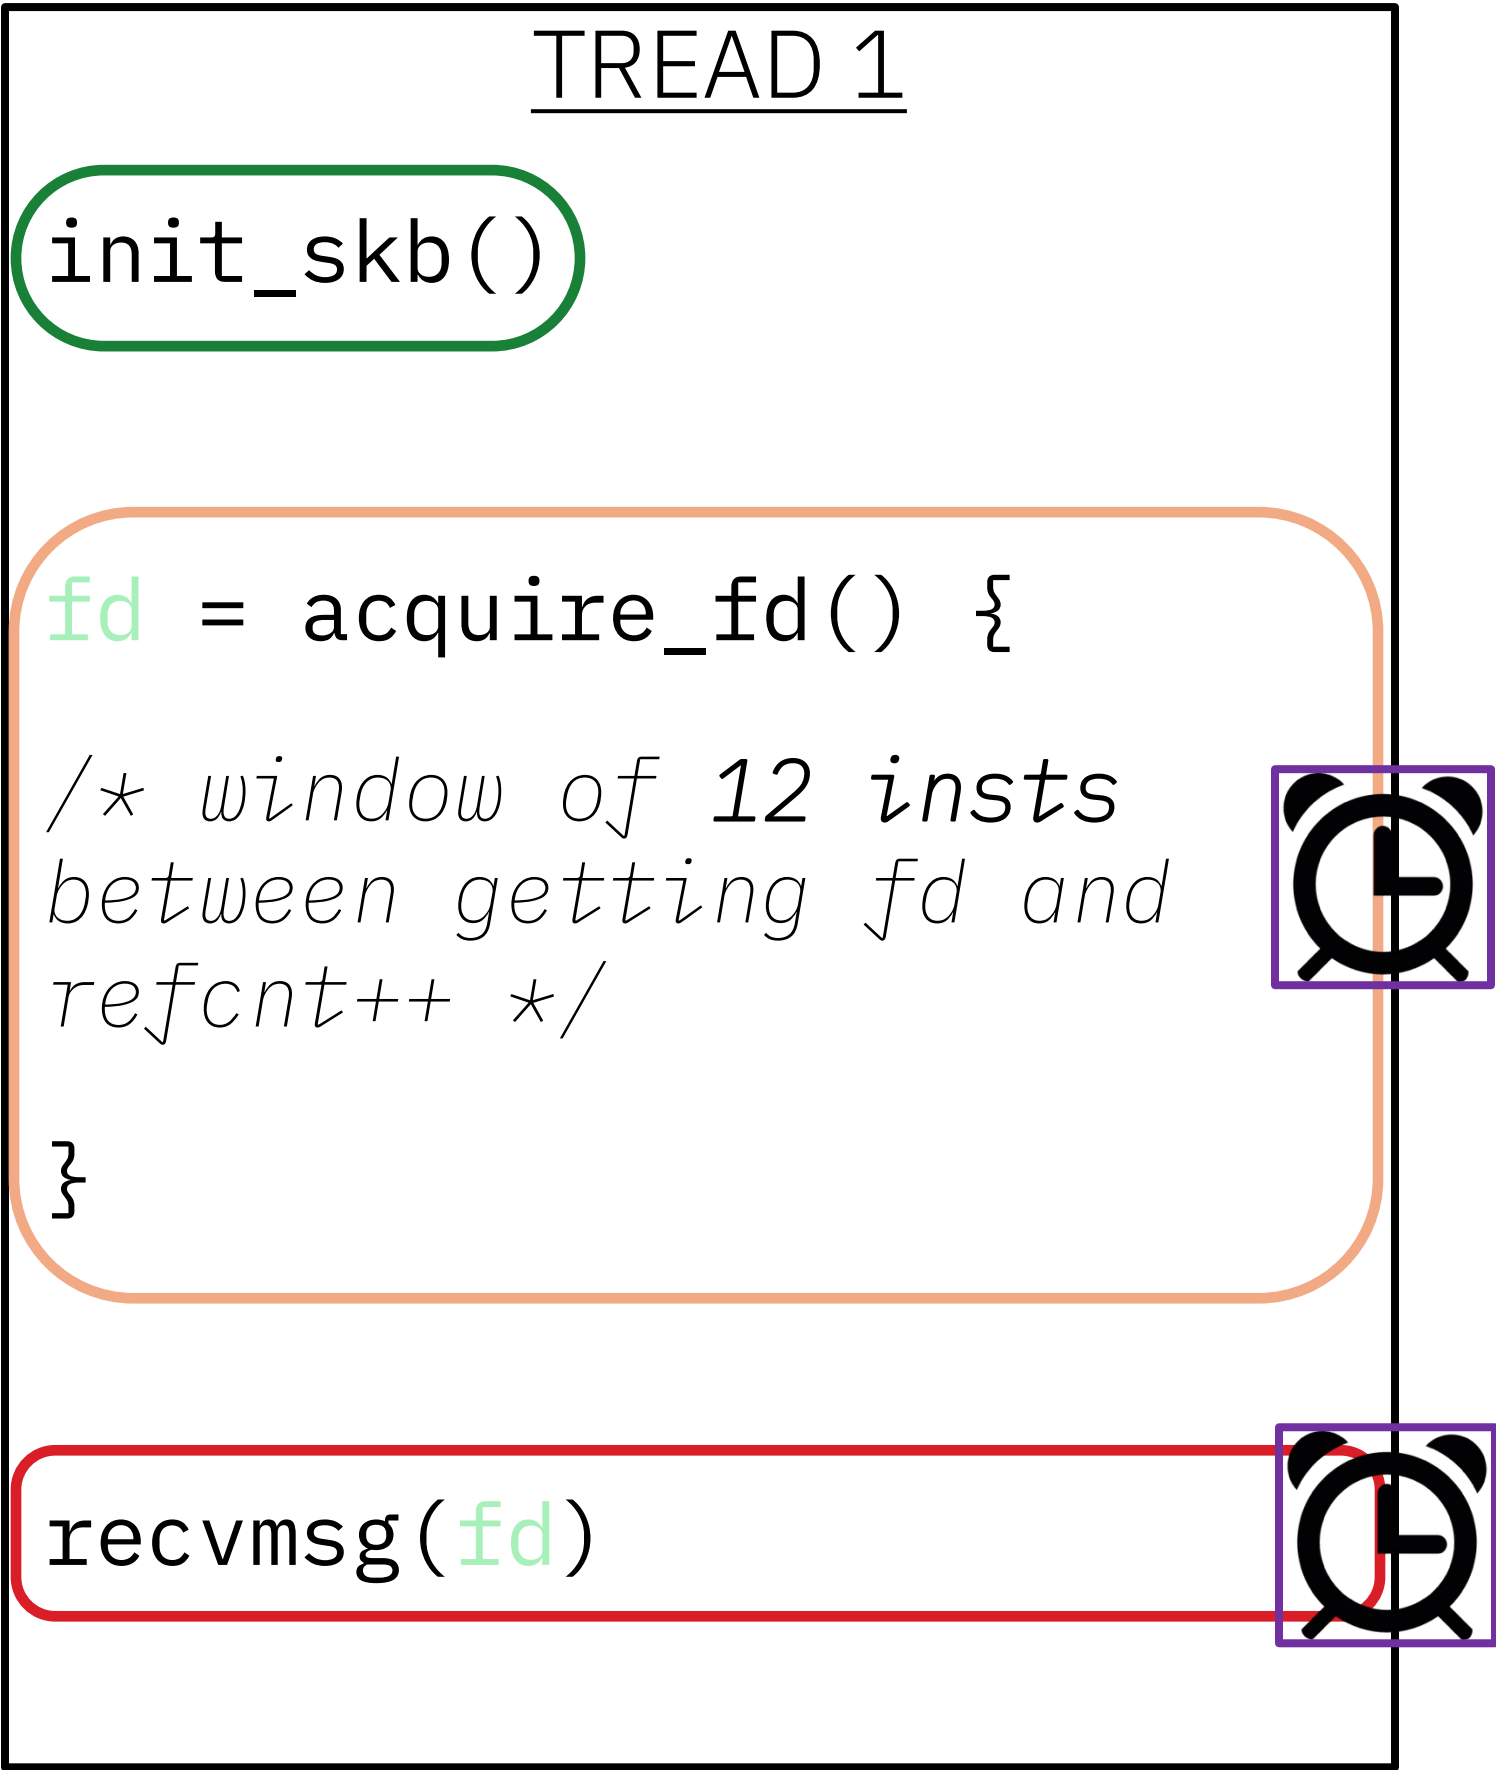 TREAD 1
init_skb()
fd = acquire_fd() {
/* window of 12 insts
between getting fd and
refcnt++ */
}
recvmsg(fd)